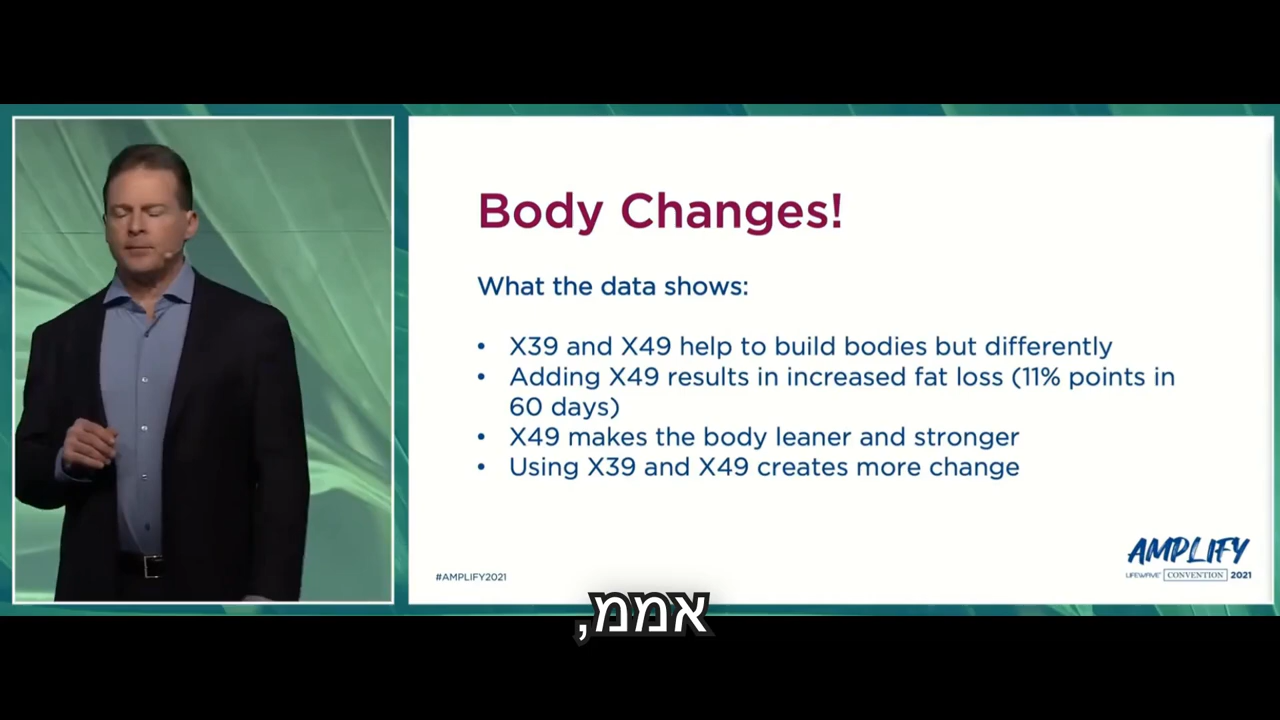 Body Changes!
What the data shows:
• X39 and X49 help to build bodies but differently
• Adding X49 results in increased fat loss (11% points in
60 days)
• X49 makes the body leaner and stronger
• Using X39 and X49 creates more change
AMPLIFY
LIFEWAVE CONVENTION 2021
#AMPLIFY2021
אממ,